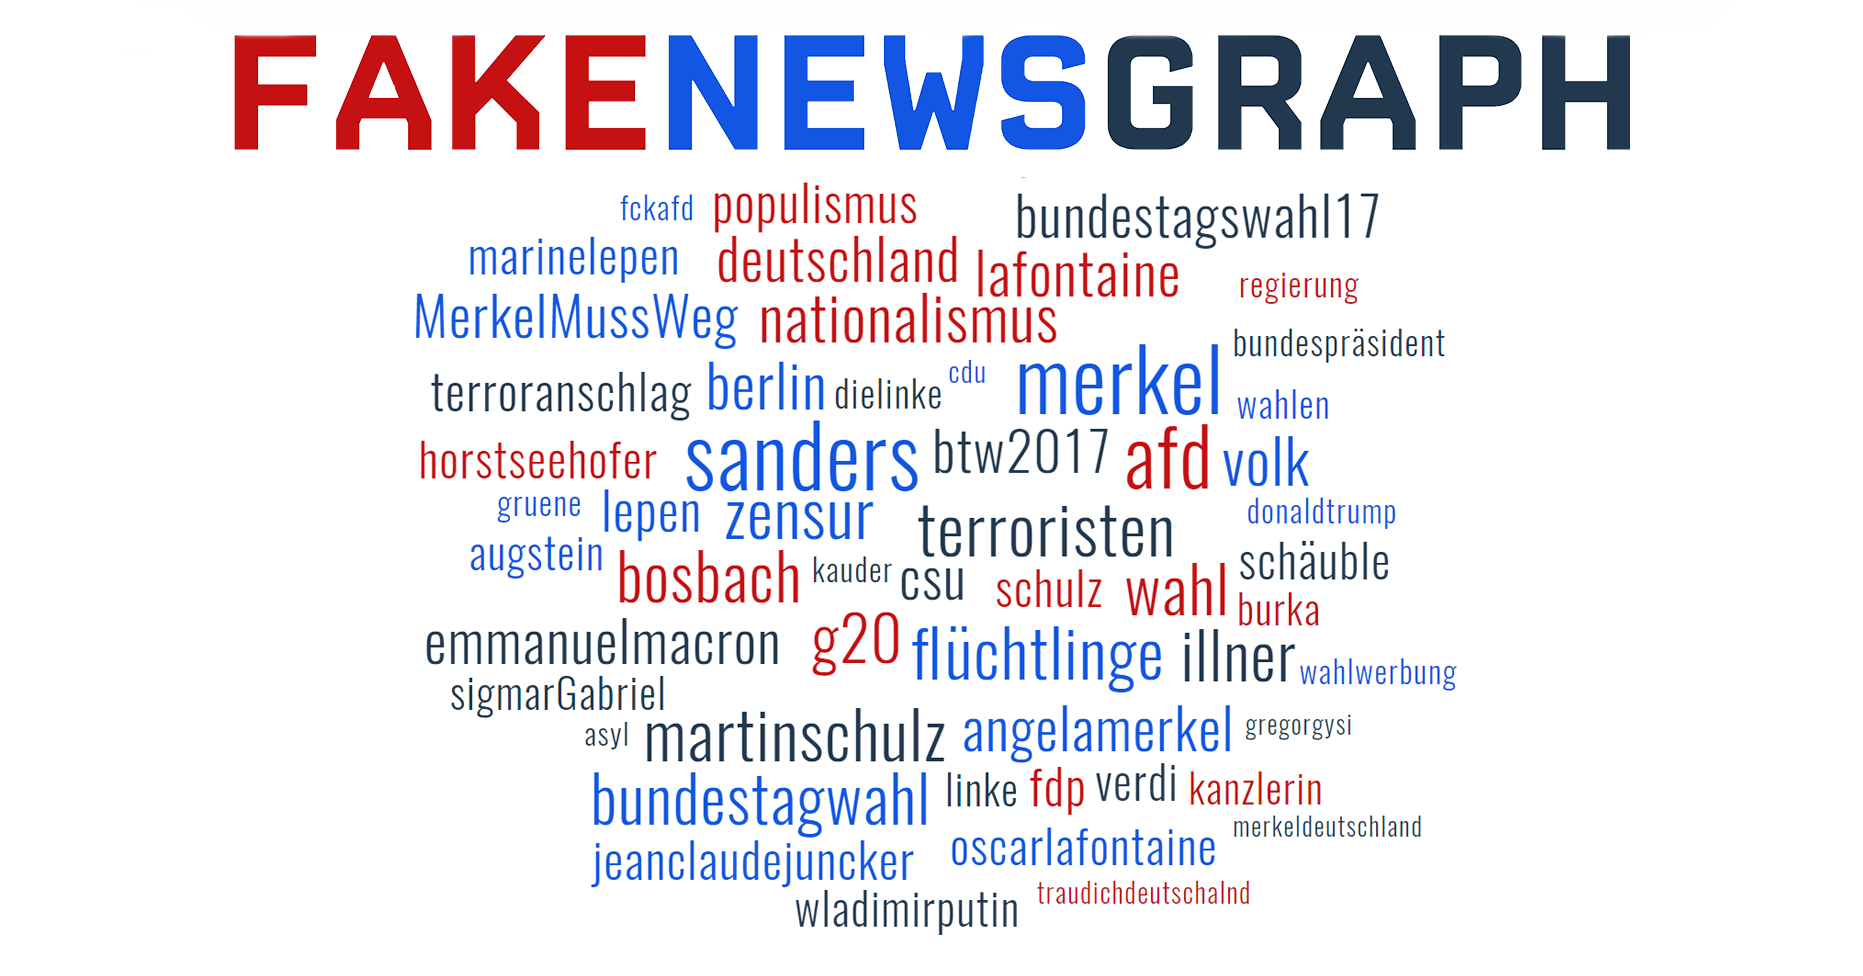 FAKENEWSGRAPH
fckafd populismus bundestagswahl17
marinelepen deutschland lafontaine regierung
MerkelMussWeg nationalismus bundespräsident
terroranschlag berlin dielinke cdu merkel wahlen
horstseehofer sanders btw2017 afd volk
gruene lepen zensur terroristen donaldtrump
augstein bosbach kauder csu schulz wahl schäuble
burka
emmanuelmacron g20 flüchtlinge illner wahlwerbung
sigmarGabriel
asyl martinschulz angelamerkel gregorgysi
bundestagwahl linke fdp verdi kanzlerin
merkeldeutschland
jeanclaudejuncker oscarlafontaine
wladimirputin traudichdeutschalnd